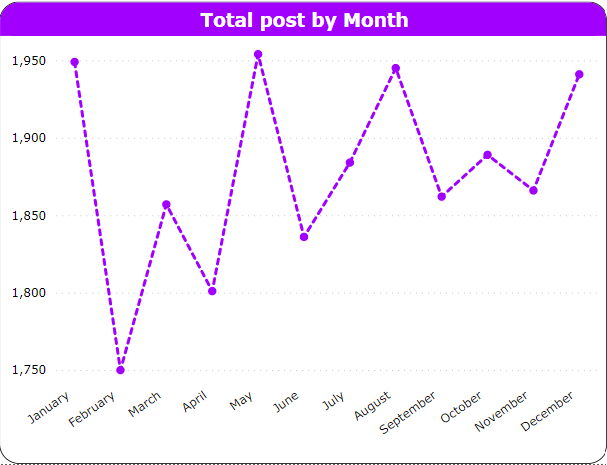 Total post by Month
1,950
1,900
1,850
1,800
1,750
January
February
March
April
May
June
July
August
September
October
November
December